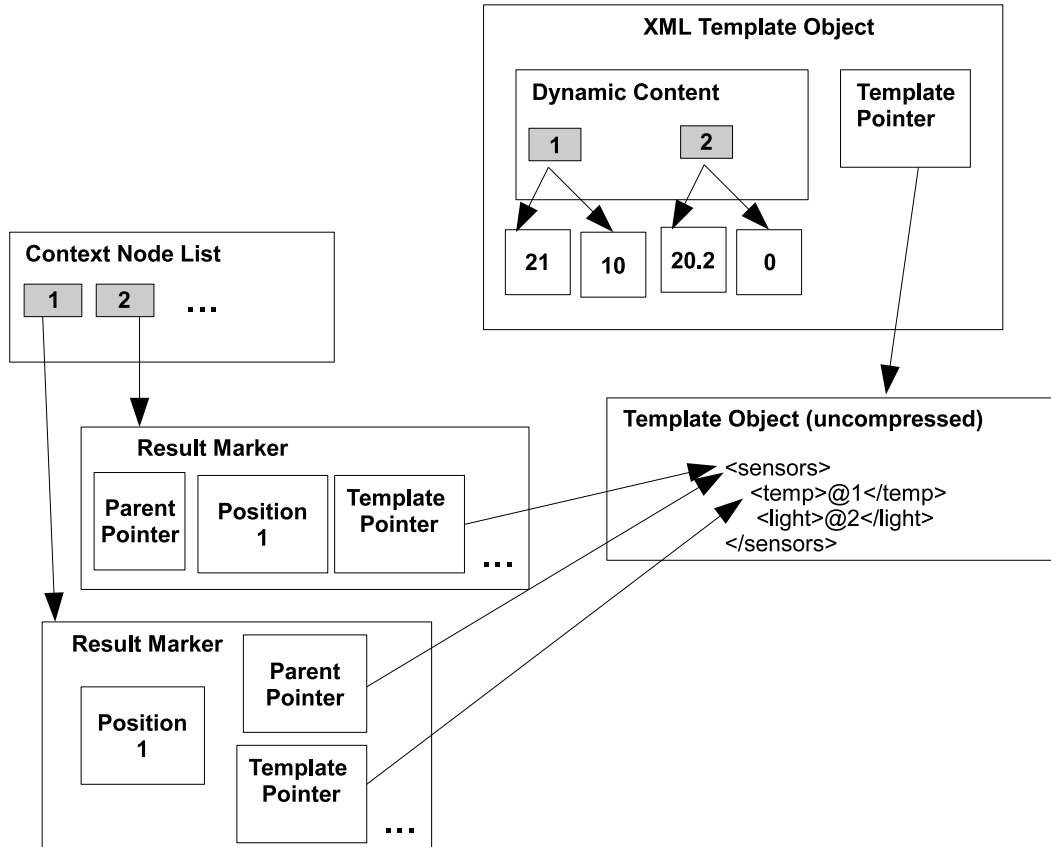 XML Template Object
Dynamic Content
1
2
Template
Pointer
21
10
20.2
0
Context Node List
1
2
...
Template Object (uncompressed)
<sensors>
<temp>@1</temp>
<light>@2</light>
</sensors>
Result Marker
Parent
Pointer
Position
1
Template
Pointer
...
Result Marker
Parent
Pointer
Position
1
Template
Pointer
...